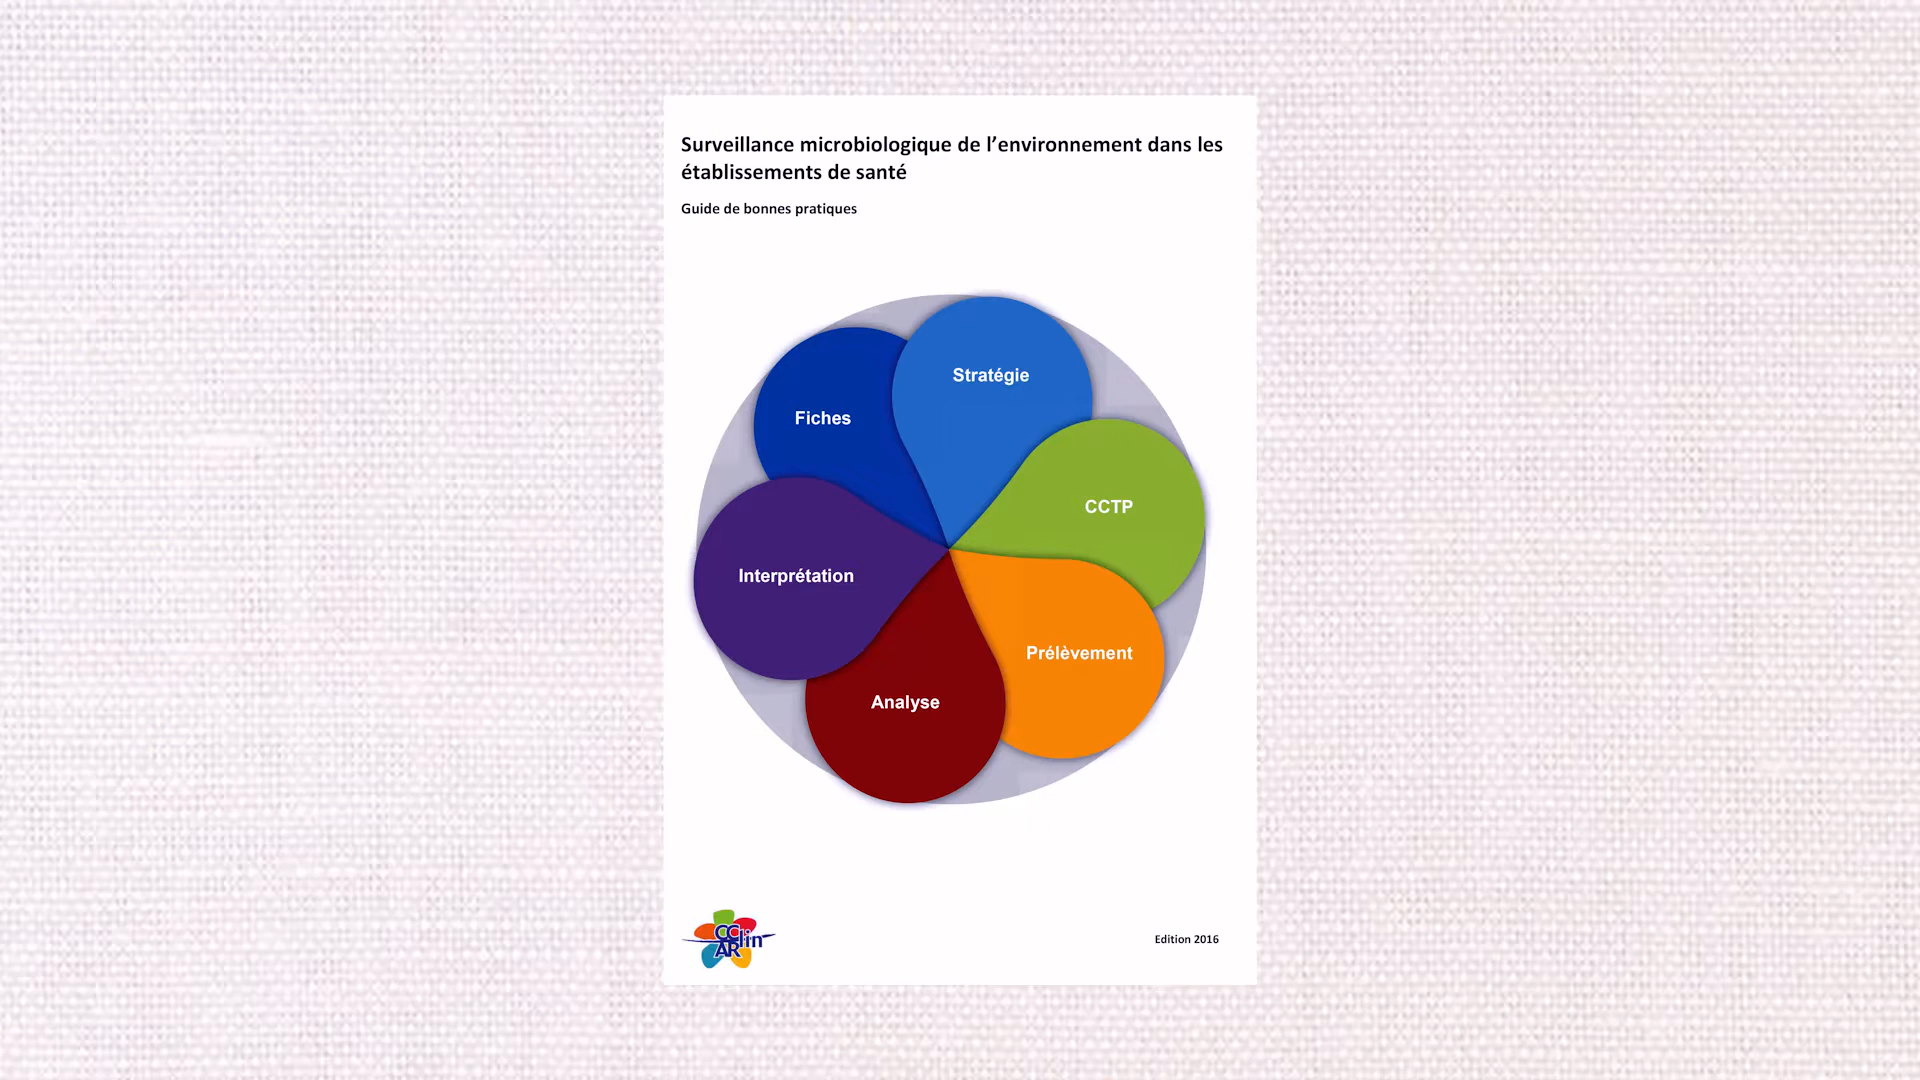 Surveillance microbiologique de l’environnement dans les
établissements de santé
Guide de bonnes pratiques
Stratégie
Fiches
CCTP
Interprétation
Prélèvement
Analyse
CClin
AR
Edition 2016